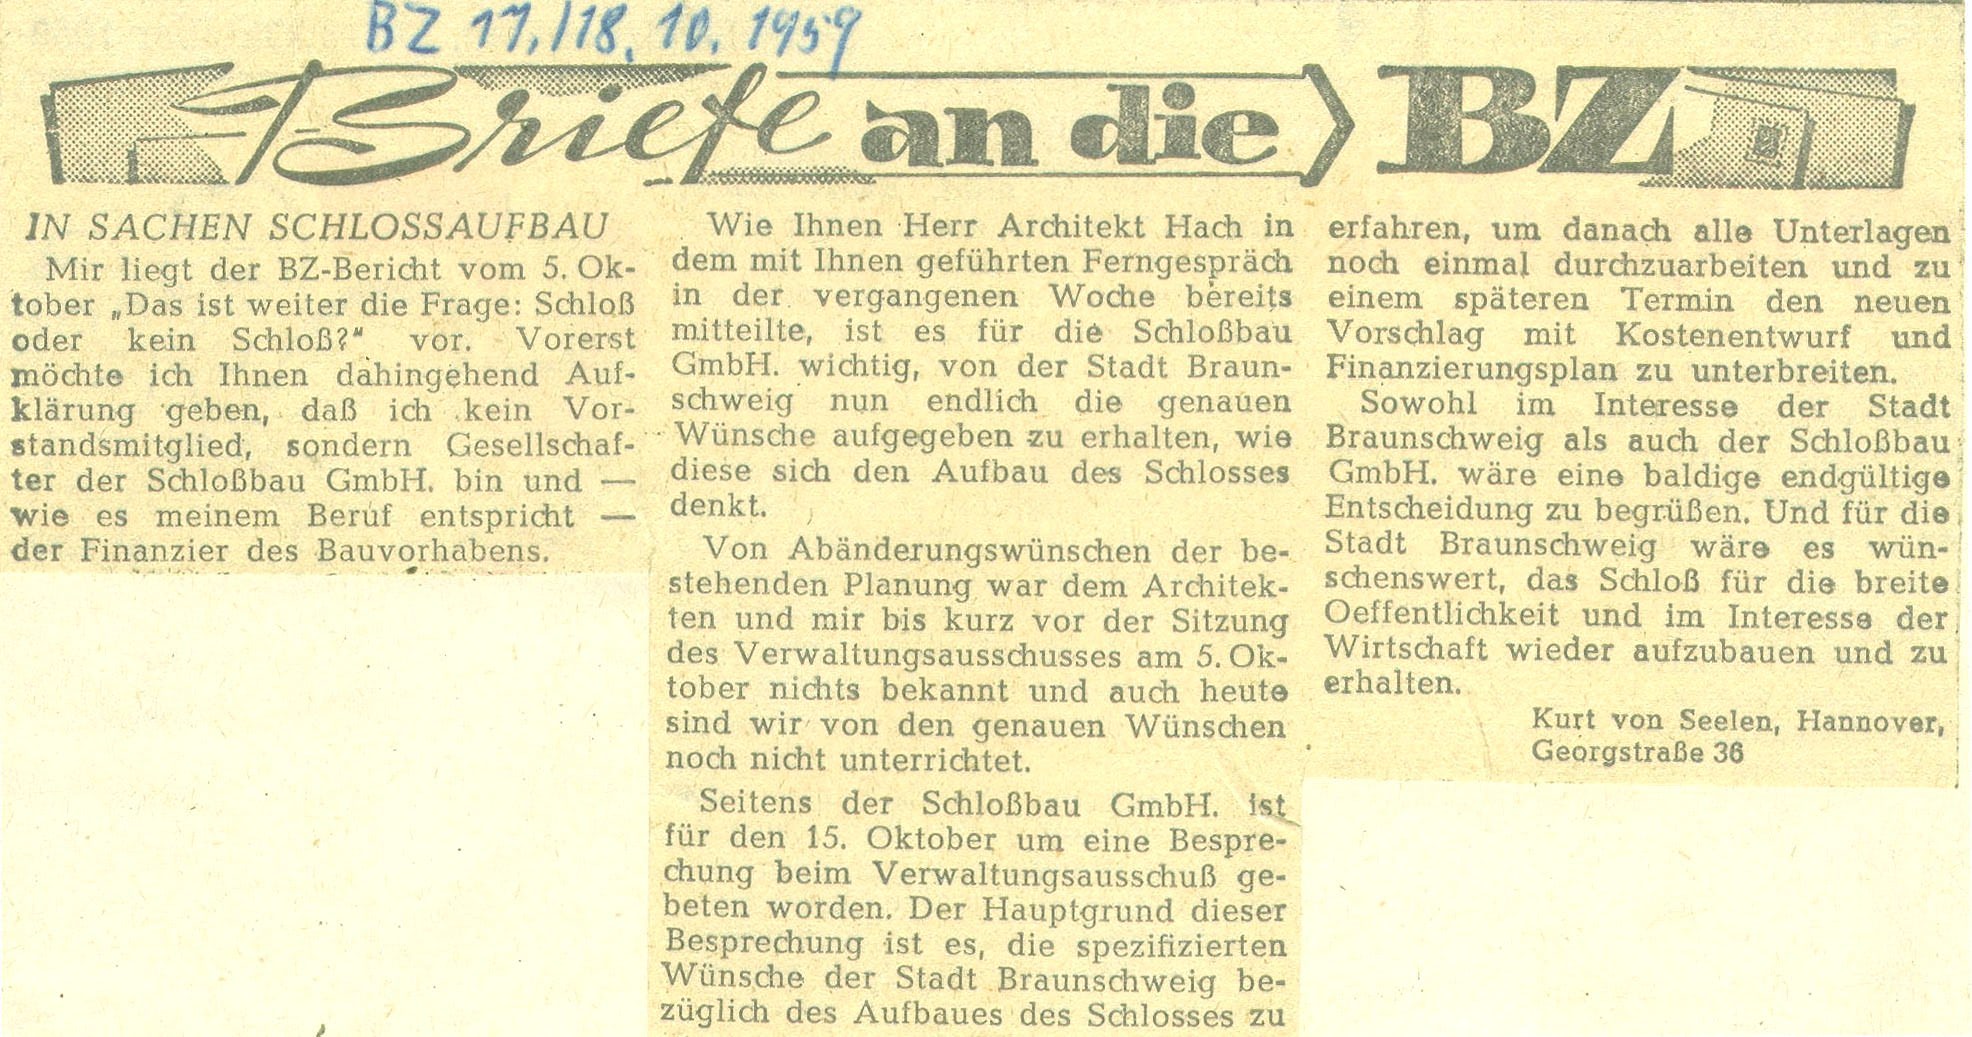 BZ 17./18. 10. 1959
Briefe an die BZ
IN SACHEN SCHLOSSAUFBAU
Mir liegt der BZ-Bericht vom 5. Ok-
tober „Das ist weiter die Frage: Schloß
oder kein Schloß?" vor. Vorerst
möchte ich Ihnen dahingehend Auf-
klärung geben, daß ich kein Vor-
standsmitglied, sondern Gesellschaf-
ter der Schloßbau GmbH. bin und —
wie es meinem Beruf entspricht —
der Finanzier des Bauvorhabens.
Wie Ihnen Herr Architekt Hach in
dem mit Ihnen geführten Ferngespräch
in der vergangenen Woche bereits
mitteilte, ist es für die Schloßbau
GmbH. wichtig, von der Stadt Braun-
schweig nun endlich die genauen
Wünsche aufgegeben zu erhalten, wie
diese sich den Aufbau des Schlosses
denkt.
Von Abänderungswünschen der be-
stehenden Planung war dem Architek-
ten und mir bis kurz vor der Sitzung
des Verwaltungsausschusses am 5. Ok-
tober nichts bekannt und auch heute
sind wir von den genauen Wünschen
noch nicht unterrichtet.
Seitens der Schloßbau GmbH. ist
für den 15. Oktober um eine Bespre-
chung beim Verwaltungsausschuß ge-
beten worden. Der Hauptgrund dieser
Besprechung ist es, die spezifizierten
Wünsche der Stadt Braunschweig be-
züglich des Aufbaues des Schlosses zu
erfahren, um danach alle Unterlagen
noch einmal durchzuarbeiten und zu
einem späteren Termin den neuen
Vorschlag mit Kostenentwurf und
Finanzierungsplan zu unterbreiten.
Sowohl im Interesse der Stadt
Braunschweig als auch der Schloßbau
GmbH. wäre eine baldige endgültige
Entscheidung zu begrüßen. Und für die
Stadt Braunschweig wäre es wün-
schenswert, das Schloß für die breite
Oeffentlichkeit und im Interesse der
Wirtschaft wieder aufzubauen und zu
erhalten.
Kurt von Seelen, Hannover,
Georgstraße 36